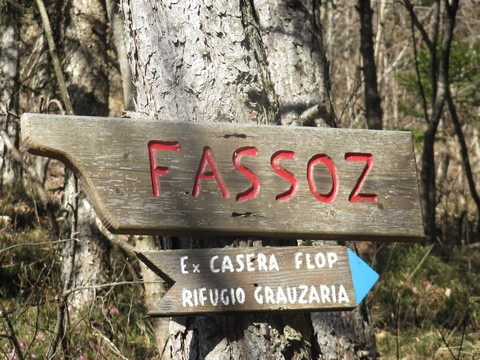 FASSOZ
Ex CASERA FLOP
RIFUGIO GRAUZARIA